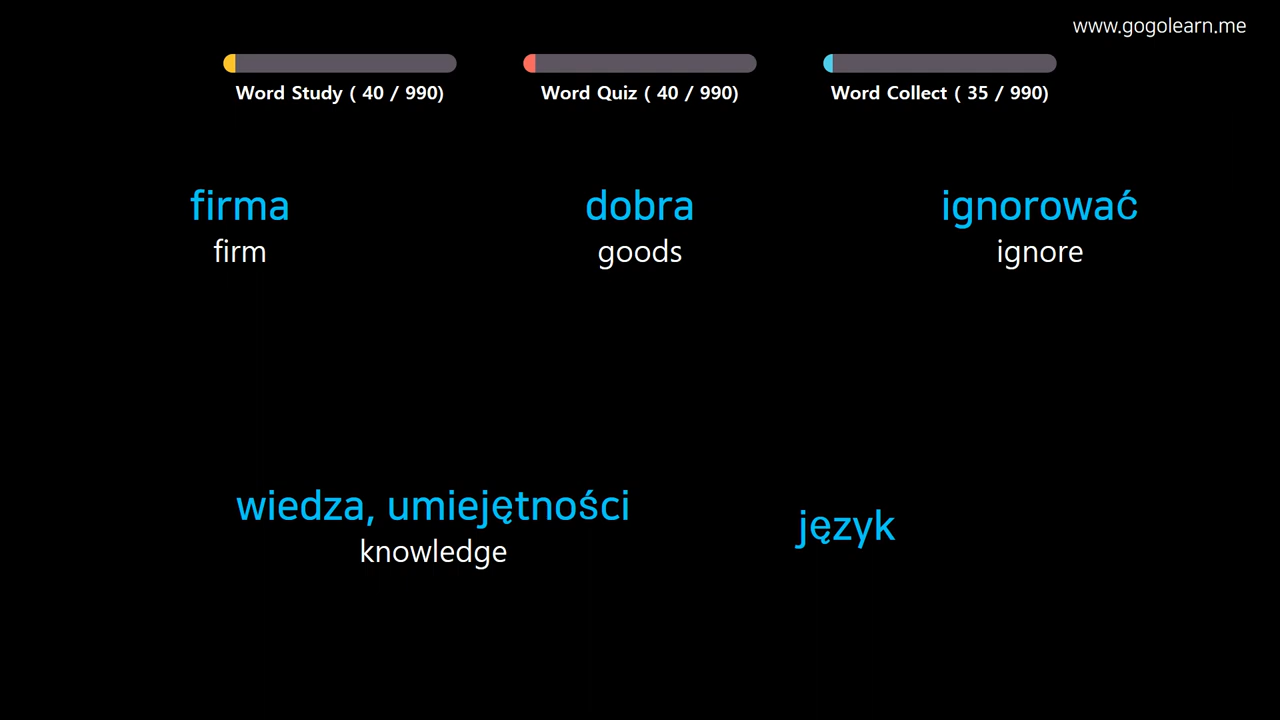 www.gogolearn.me
Word Study ( 40 / 990)
Word Quiz ( 40 / 990)
Word Collect ( 35 / 990)
firma
firm
dobra
goods
ignorować
ignore
wiedza, umiejętności
knowledge
język